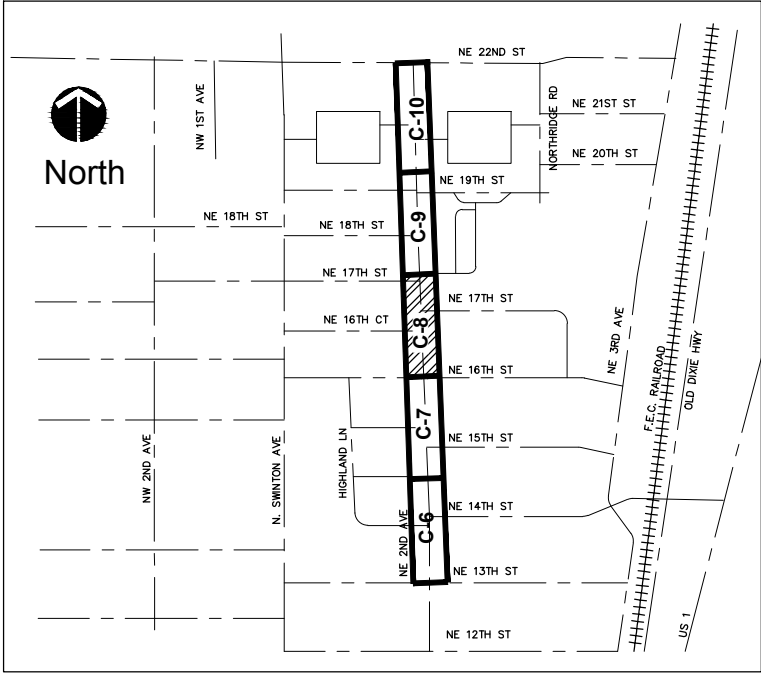 NE 22ND ST
NW 1ST AVE
NORTHRIDGE RD
NE 21ST ST
C-10
North
NE 20TH ST
NE 19TH ST
NE 18TH ST
NE 18TH ST
C-9
NE 17TH ST
NE 17TH ST
NE 16TH CT
C-8
NE 3RD AVE
F.E.C. RAILROAD
OLD DIXIE HWY
NE 16TH ST
C-7
HIGHLAND LN
NE 15TH ST
NW 2ND AVE
N. SWINTON AVE
NE 14TH ST
C-6
NE 2ND AVE
NE 13TH ST
NE 12TH ST
US 1